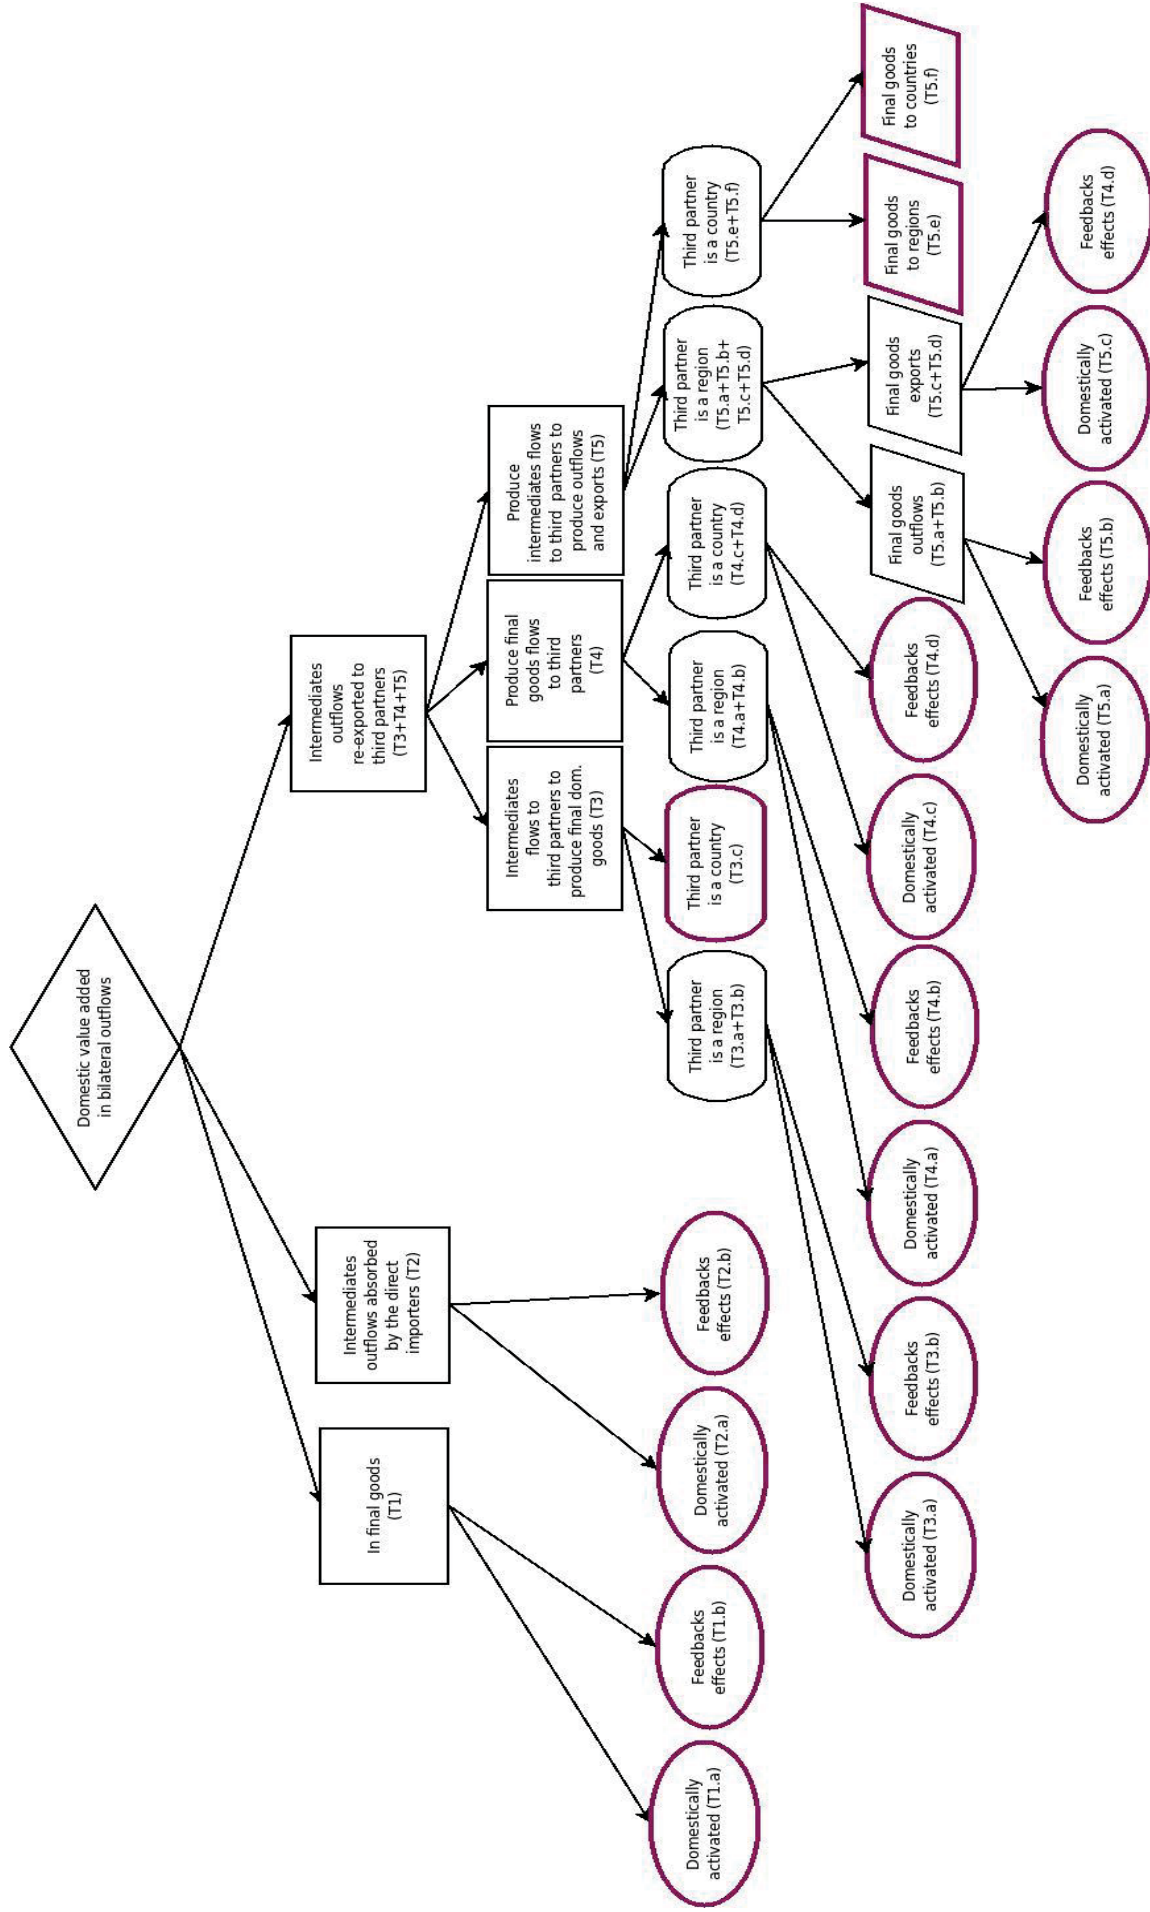 Domestic value added
in bilateral outflows
In final goods
(T1)
Intermediates
outflows absorbed
by the direct
importers (T2)
Intermediates
outflows
re-exported to
third partners
(T3+T4+T5)
Intermediates
flows to
third partners to
produce final dom.
goods (T3)
Produce final
goods flows
to third
partners
(T4)
Produce
intermediates flows
to third partners to
produce outflows
and exports (T5)
Domestically
activated (T1.a)
Feedbacks
effects (T1.b)
Domestically
activated (T2.a)
Feedbacks
effects (T2.b)
Third partner
is a region
(T3.a+T3.b)
Third partner
is a country
(T3.c)
Third partner
is a region
(T4.a+T4.b)
Third partner
is a country
(T4.c+T4.d)
Third partner
is a region
(T5.a+T5.b+
T5.c+T5.d)
Third partner
is a country
(T5.e+T5.f)
Domestically
activated (T3.a)
Feedbacks
effects (T3.b)
Domestically
activated (T4.a)
Feedbacks
effects (T4.b)
Domestically
activated (T4.c)
Feedbacks
effects (T4.d)
Final goods
outflows
(T5.a+T5.b)
Final goods
exports
(T5.c+T5.d)
Final goods
to regions
(T5.e)
Final goods
to countries
(T5.f)
Domestically
activated (T5.a)
Feedbacks
effects (T5.b)
Domestically
activated (T5.c)
Feedbacks
effects (T4.d)